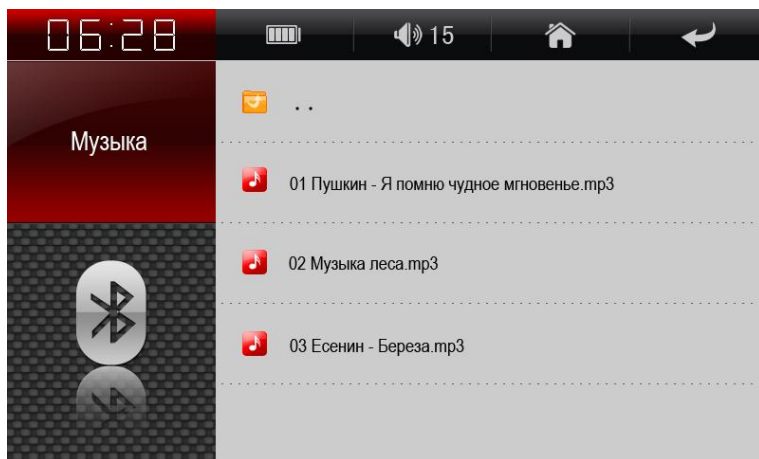 06:28
15
Музыка
. .
01 Пушкин - Я помню чудное мгновенье.mp3
02 Музыка леса.mp3
03 Есенин - Береза.mp3